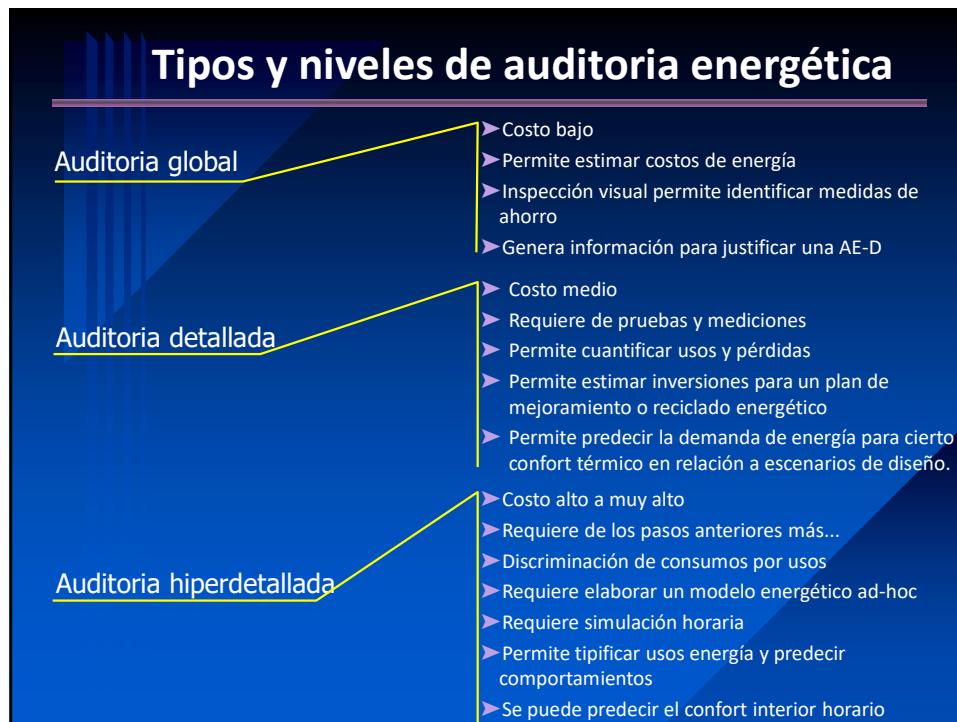 Tipos y niveles de auditoria energética
Auditoria global
➤Costo bajo
➤Permite estimar costos de energía
➤Inspección visual permite identificar medidas de
ahorro
➤Genera información para justificar una AE-D
Auditoria detallada
➤ Costo medio
➤ Requiere de pruebas y mediciones
➤ Permite cuantificar usos y pérdidas
➤ Permite estimar inversiones para un plan de
mejoramiento o reciclado energético
➤ Permite predecir la demanda de energía para cierto
confort térmico en relación a escenarios de diseño.
Auditoria hiperdetallada
➤Costo alto a muy alto
➤Requiere de los pasos anteriores más...
➤Discriminación de consumos por usos
➤Requiere elaborar un modelo energético ad-hoc
➤Requiere simulación horaria
➤Permite tipificar usos energía y predecir
comportamientos
➤Se puede predecir el confort interior horario